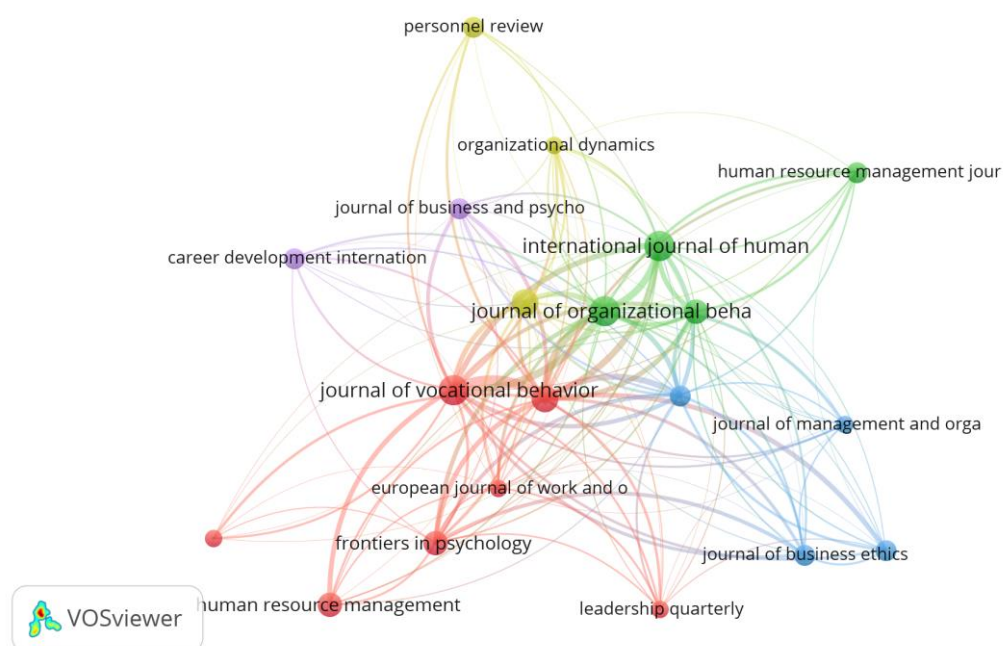 personnel review
organizational dynamics
human resource management jour
journal of business and psycho
international journal of human
career development internation
journal of organizational beha
journal of vocational behavior
journal of management and orga
european journal of work and o
frontiers in psychology
journal of business ethics
human resource management
leadership quarterly
VOSviewer